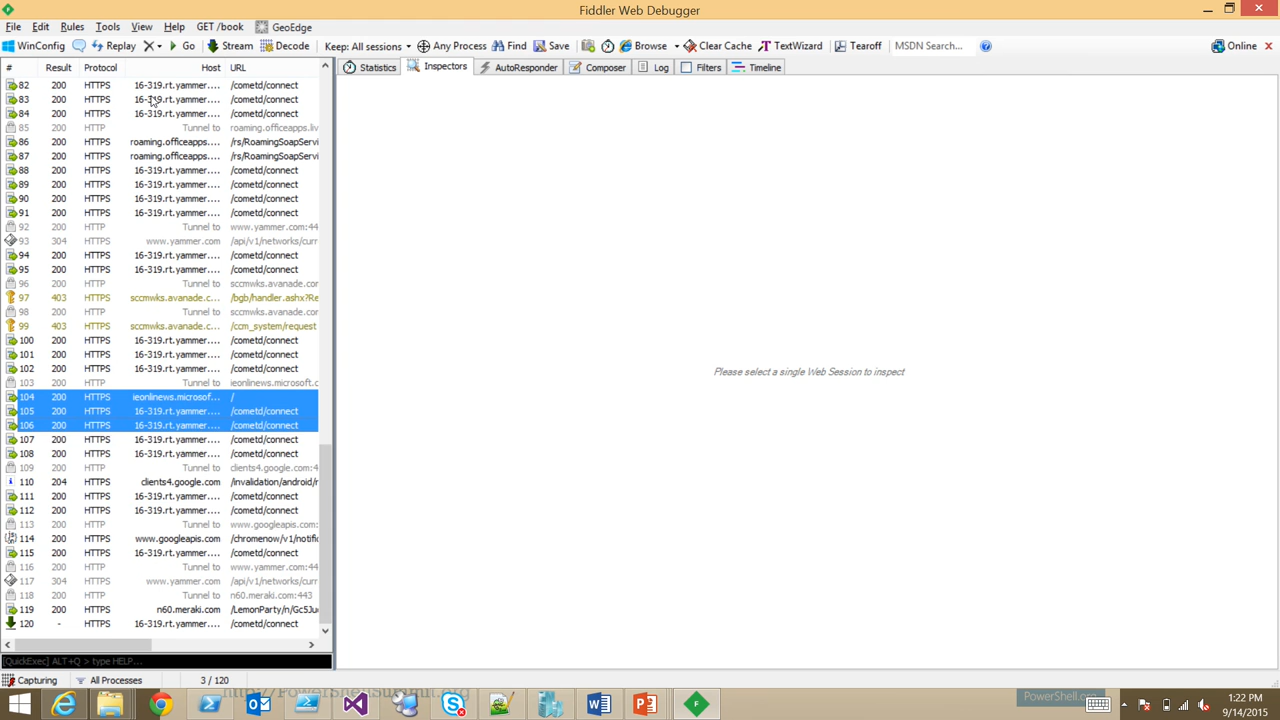 Fiddler Web Debugger
File Edit Rules Tools View Help GET /book GeoEdge
WinConfig Replay Go Stream Decode Keep: All sessions Any Process Find Save Browse Clear Cache TextWizard Tearoff MSDN Search... Online
# Result Protocol Host URL
Statistics Inspectors AutoResponder Composer Log Filters Timeline
82 200 HTTPS 16-319.rt.yammer.... /cometd/connect
83 200 HTTPS 16-319.rt.yammer.... /cometd/connect
84 200 HTTPS 16-319.rt.yammer.... /cometd/connect
85 200 HTTP Tunnel to roaming.officeapps.liv
86 200 HTTPS roaming.officeapps.... /rs/RoamingSoapServi
87 200 HTTPS roaming.officeapps.... /rs/RoamingSoapServi
88 200 HTTPS 16-319.rt.yammer.... /cometd/connect
89 200 HTTPS 16-319.rt.yammer.... /cometd/connect
90 200 HTTPS 16-319.rt.yammer.... /cometd/connect
91 200 HTTPS 16-319.rt.yammer.... /cometd/connect
92 200 HTTP Tunnel to www.yammer.com:44
93 304 HTTPS www.yammer.com /api/v1/networks/curr
94 200 HTTPS 16-319.rt.yammer.... /cometd/connect
95 200 HTTPS 16-319.rt.yammer.... /cometd/connect
96 200 HTTP Tunnel to sccmwks.avanade.cor
97 403 HTTPS sccmwks.avanade.c... /bgb/handler.ashx?Re
98 200 HTTP Tunnel to sccmwks.avanade.cor
99 403 HTTPS sccmwks.avanade.c... /ccm_system/request
100 200 HTTPS 16-319.rt.yammer.... /cometd/connect
101 200 HTTPS 16-319.rt.yammer.... /cometd/connect
102 200 HTTPS 16-319.rt.yammer.... /cometd/connect
103 200 HTTP Tunnel to ieonlinews.microsoft.c
104 200 HTTPS ieonlinews.microsof... /
105 200 HTTPS 16-319.rt.yammer.... /cometd/connect
106 200 HTTPS 16-319.rt.yammer.... /cometd/connect
107 200 HTTPS 16-319.rt.yammer.... /cometd/connect
108 200 HTTPS 16-319.rt.yammer.... /cometd/connect
109 200 HTTP Tunnel to clients4.google.com:4
110 204 HTTPS clients4.google.com /invalidation/android/r
111 200 HTTPS 16-319.rt.yammer.... /cometd/connect
112 200 HTTPS 16-319.rt.yammer.... /cometd/connect
113 200 HTTP Tunnel to www.googleapis.com:
114 200 HTTPS www.googleapis.com /chromenow/v1/notific
115 200 HTTPS 16-319.rt.yammer.... /cometd/connect
116 200 HTTP Tunnel to www.yammer.com:44
117 304 HTTPS www.yammer.com /api/v1/networks/curr
118 200 HTTP Tunnel to n60.meraki.com:443
119 200 HTTPS n60.meraki.com /LemonParty/n/Gc5Ju
120 - HTTPS 16-319.rt.yammer.... /cometd/connect
Please select a single Web Session to inspect
[QuickExec] ALT+Q > type HELP...
Capturing All Processes 3 / 120
http://PowerShellSummit.org
PowerShell.org
1:22 PM
9/14/2015